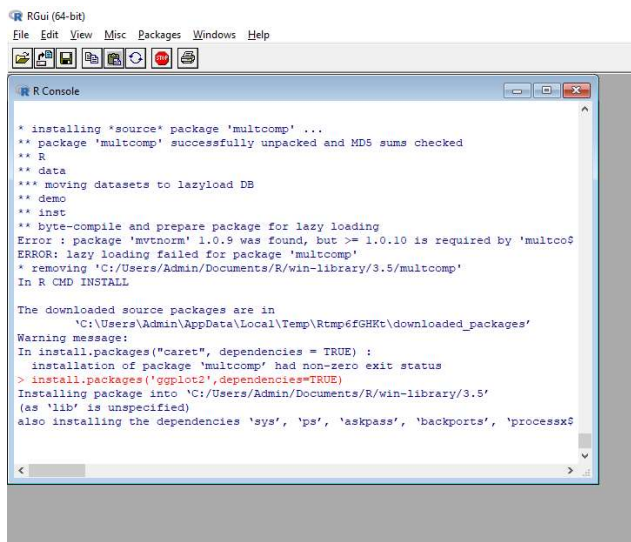 RGui (64-bit)
File Edit View Misc Packages Windows Help
STOP
R Console
* installing *source* package 'multcomp' ...
** package 'multcomp' successfully unpacked and MD5 sums checked
** R
** data
*** moving datasets to lazyload DB
** demo
** inst
** byte-compile and prepare package for lazy loading
Error : package 'mvtnorm' 1.0.9 was found, but >= 1.0.10 is required by 'multco$
ERROR: lazy loading failed for package 'multcomp'
* removing 'C:/Users/Admin/Documents/R/win-library/3.5/multcomp'
In R CMD INSTALL
The downloaded source packages are in
‘C:\Users\Admin\AppData\Local\Temp\Rtmp6fGHKt\downloaded_packages’
Warning message:
In install.packages("caret", dependencies = TRUE) :
installation of package ‘multcomp’ had non-zero exit status
> install.packages('ggplot2',dependencies=TRUE)
Installing package into ‘C:/Users/Admin/Documents/R/win-library/3.5’
(as ‘lib’ is unspecified)
also installing the dependencies ‘sys’, ‘ps’, ‘askpass’, ‘backports’, ‘processx$